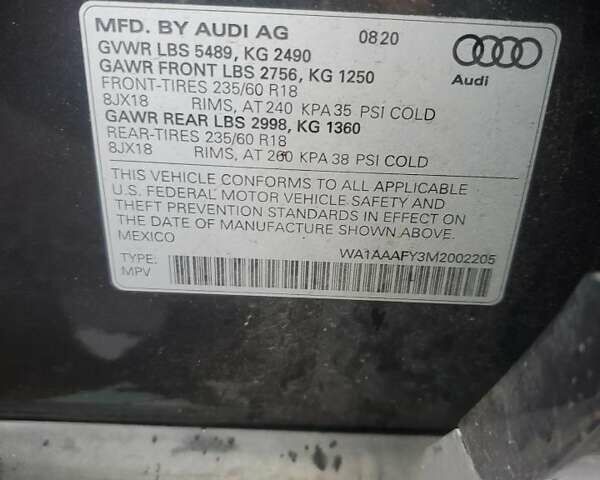 MFD. BY AUDI AG 0820
GVWR LBS 5489, KG 2490
GAWR FRONT LBS 2756, KG 1250
FRONT-TIRES 235/60 R18
8JX18 RIMS, AT 240 KPA 35 PSI COLD
GAWR REAR LBS 2998, KG 1360
REAR-TIRES 235/60 R18
8JX18 RIMS, AT 260 KPA 38 PSI COLD
Audi
THIS VEHICLE CONFORMS TO ALL APPLICABLE
U.S. FEDERAL MOTOR VEHICLE SAFETY AND
THEFT PREVENTION STANDARDS IN EFFECT ON
THE DATE OF MANUFACTURE SHOWN ABOVE.
MEXICO
WA1AAAFY3M2002205
TYPE:
MPV